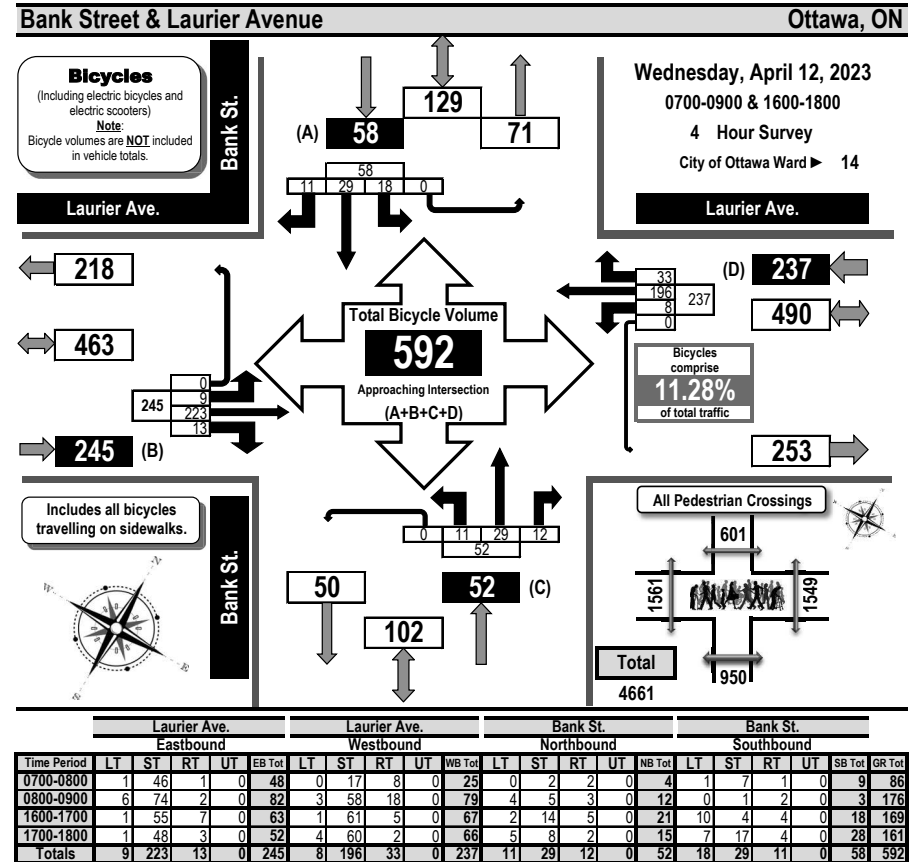 Bank Street & Laurier Avenue Ottawa, ON
Bicycles
(Including electric bicycles and
electric scooters)
Note:
Bicycle volumes are NOT included
in vehicle totals.
Bank St.
Laurier Ave.
129
(A) 58 71
58
11 29 18 0
Wednesday, April 12, 2023
0700-0900 & 1600-1800
4 Hour Survey
City of Ottawa Ward ► 14
Laurier Ave.
218
463
0
9
245 223
13
245 (B)
Total Bicycle Volume
592
Approaching Intersection
(A+B+C+D)
33
196 237
8
0
(D) 237
490
Bicycles
comprise
11.28%
of total traffic
253
Includes all bicycles
travelling on sidewalks.
N
W
E
S
Bank St.
0 11 29 12
52
50 52 (C)
102
All Pedestrian Crossings
601
1561 1549
950
Total
4661
Laurier Ave. Laurier Ave. Bank St. Bank St.
Eastbound Westbound Northbound Southbound
Time Period LT ST RT UT EB Tot LT ST RT UT WB Tot LT ST RT UT NB Tot LT ST RT UT SB Tot GR Tot
0700-0800 1 46 1 0 48 0 17 8 0 25 0 2 2 0 4 1 7 1 0 9 86
0800-0900 6 74 2 0 82 3 58 18 0 79 4 5 3 0 12 0 1 2 0 3 176
1600-1700 1 55 7 0 63 1 61 5 0 67 2 14 5 0 21 10 4 4 0 18 169
1700-1800 1 48 3 0 52 4 60 2 0 66 5 8 2 0 15 7 17 4 0 28 161
Totals 9 223 13 0 245 8 196 33 0 237 11 29 12 0 52 18 29 11 0 58 592